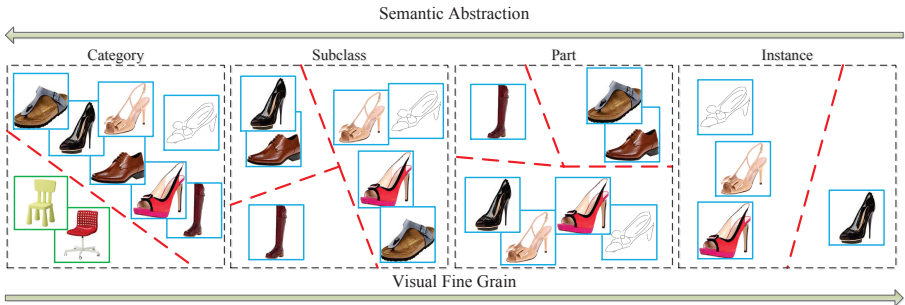 Semantic Abstraction
Category Subclass Part Instance
Visual Fine Grain